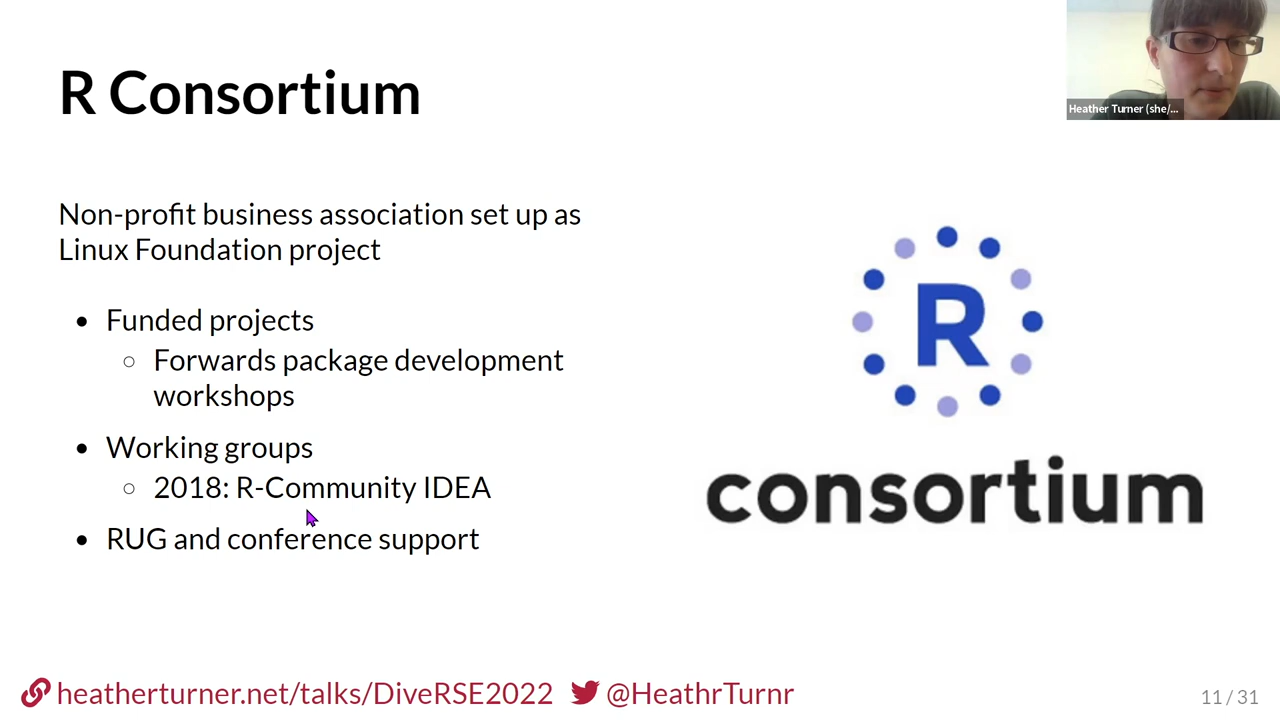 R Consortium
Heather Turner (she/...
Non-profit business association set up as
Linux Foundation project
• Funded projects
○ Forwards package development
workshops
• Working groups
○ 2018: R-Community IDEA
• RUG and conference support
R
consortium
heatherturner.net/talks/DiveRSE2022 @HeathrTurnr
11 / 31